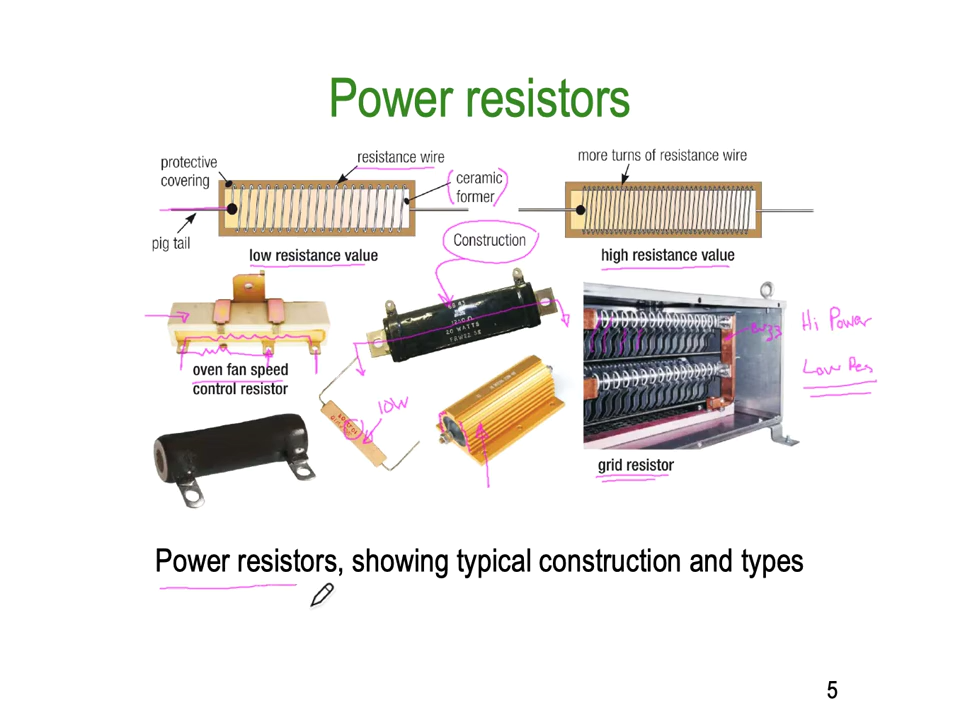 Power resistors
protective
covering
resistance wire
ceramic
former
more turns of resistance wire
pig tail
low resistance value
Construction
high resistance value
oven fan speed
control resistor
10W
Hi Power
Low Res
grid resistor
Power resistors, showing typical construction and types
5